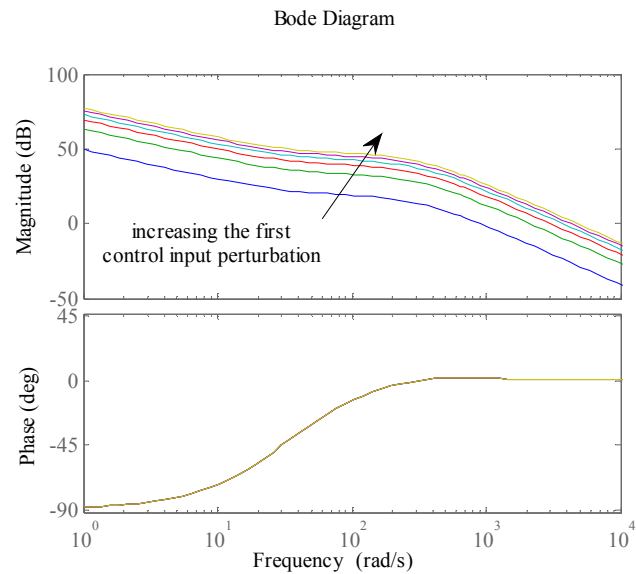 Bode Diagram
100
50
0
-50
Magnitude (dB)
increasing the first
control input perturbation
45
0
-45
-90
Phase (deg)
10^0 10^1 10^2 10^3 10^4
Frequency (rad/s)